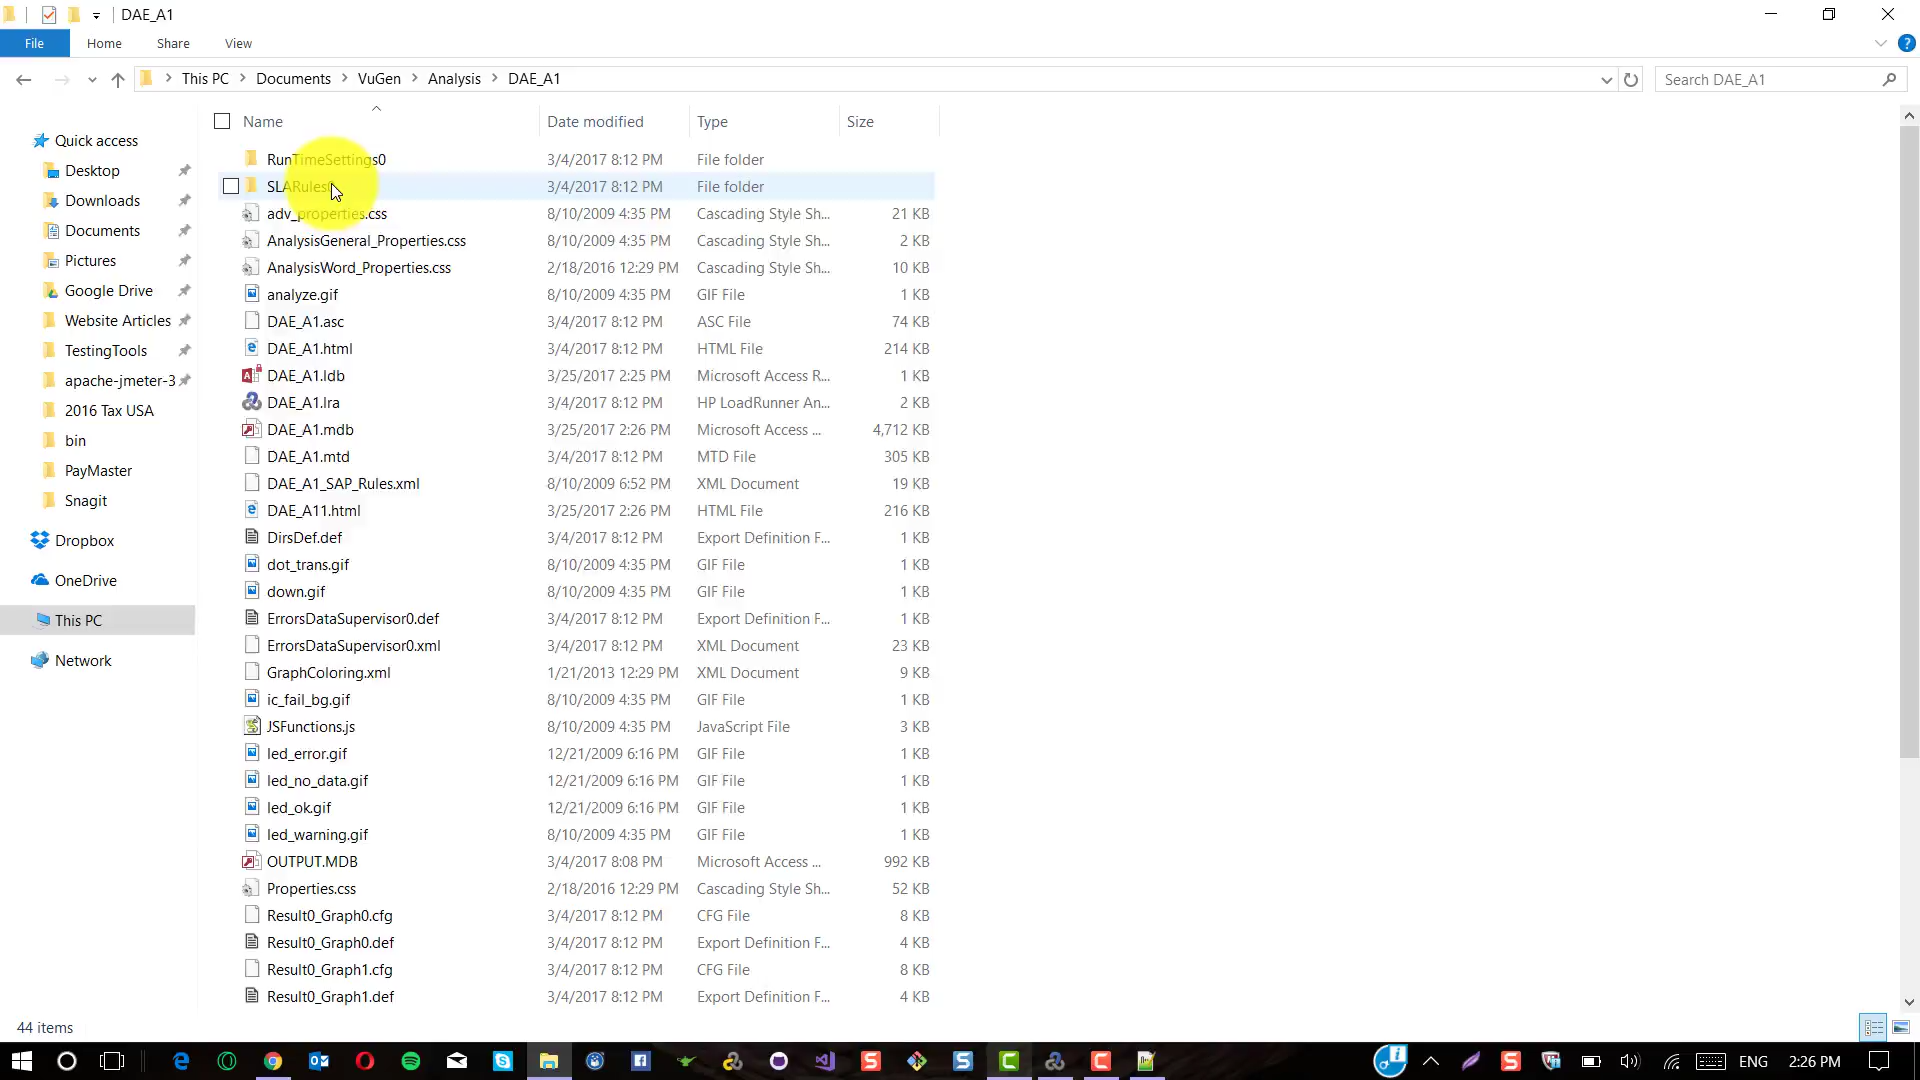 DAE_A1
File Home Share View
This PC Documents VuGen Analysis DAE_A1 Search DAE_A1
Name Date modified Type Size
Quick access
Desktop
Downloads
Documents
Pictures
Google Drive
Website Articles
TestingTools
apache-jmeter-3
2016 Tax USA
bin
PayMaster
Snagit
Dropbox
OneDrive
This PC
Network
RunTimeSettings0 3/4/2017 8:12 PM File folder
SLARules0 3/4/2017 8:12 PM File folder
adv_properties.css 8/10/2009 4:35 PM Cascading Style Sh... 21 KB
AnalysisGeneral_Properties.css 8/10/2009 4:35 PM Cascading Style Sh... 2 KB
AnalysisWord_Properties.css 2/18/2016 12:29 PM Cascading Style Sh... 10 KB
analyze.gif 8/10/2009 4:35 PM GIF File 1 KB
DAE_A1.asc 3/4/2017 8:12 PM ASC File 74 KB
DAE_A1.html 3/4/2017 8:12 PM HTML File 214 KB
DAE_A1.ldb 3/25/2017 2:25 PM Microsoft Access R... 1 KB
DAE_A1.lra 3/4/2017 8:12 PM HP LoadRunner An... 2 KB
DAE_A1.mdb 3/25/2017 2:26 PM Microsoft Access ... 4,712 KB
DAE_A1.mtd 3/4/2017 8:12 PM MTD File 305 KB
DAE_A1_SAP_Rules.xml 8/10/2009 6:52 PM XML Document 19 KB
DAE_A11.html 3/25/2017 2:26 PM HTML File 216 KB
DirsDef.def 3/4/2017 8:12 PM Export Definition F... 1 KB
dot_trans.gif 8/10/2009 4:35 PM GIF File 1 KB
down.gif 8/10/2009 4:35 PM GIF File 1 KB
ErrorsDataSupervisor0.def 3/4/2017 8:12 PM Export Definition F... 1 KB
ErrorsDataSupervisor0.xml 3/4/2017 8:12 PM XML Document 23 KB
GraphColoring.xml 1/21/2013 12:29 PM XML Document 9 KB
ic_fail_bg.gif 8/10/2009 4:35 PM GIF File 1 KB
JSFunctions.js 8/10/2009 4:35 PM JavaScript File 3 KB
led_error.gif 12/21/2009 6:16 PM GIF File 1 KB
led_no_data.gif 12/21/2009 6:16 PM GIF File 1 KB
led_ok.gif 12/21/2009 6:16 PM GIF File 1 KB
led_warning.gif 8/10/2009 4:35 PM GIF File 1 KB
OUTPUT.MDB 3/4/2017 8:08 PM Microsoft Access ... 992 KB
Properties.css 2/18/2016 12:29 PM Cascading Style Sh... 52 KB
Result0_Graph0.cfg 3/4/2017 8:12 PM CFG File 8 KB
Result0_Graph0.def 3/4/2017 8:12 PM Export Definition F... 4 KB
Result0_Graph1.cfg 3/4/2017 8:12 PM CFG File 8 KB
Result0_Graph1.def 3/4/2017 8:12 PM Export Definition F... 4 KB
44 items
ENG 2:26 PM